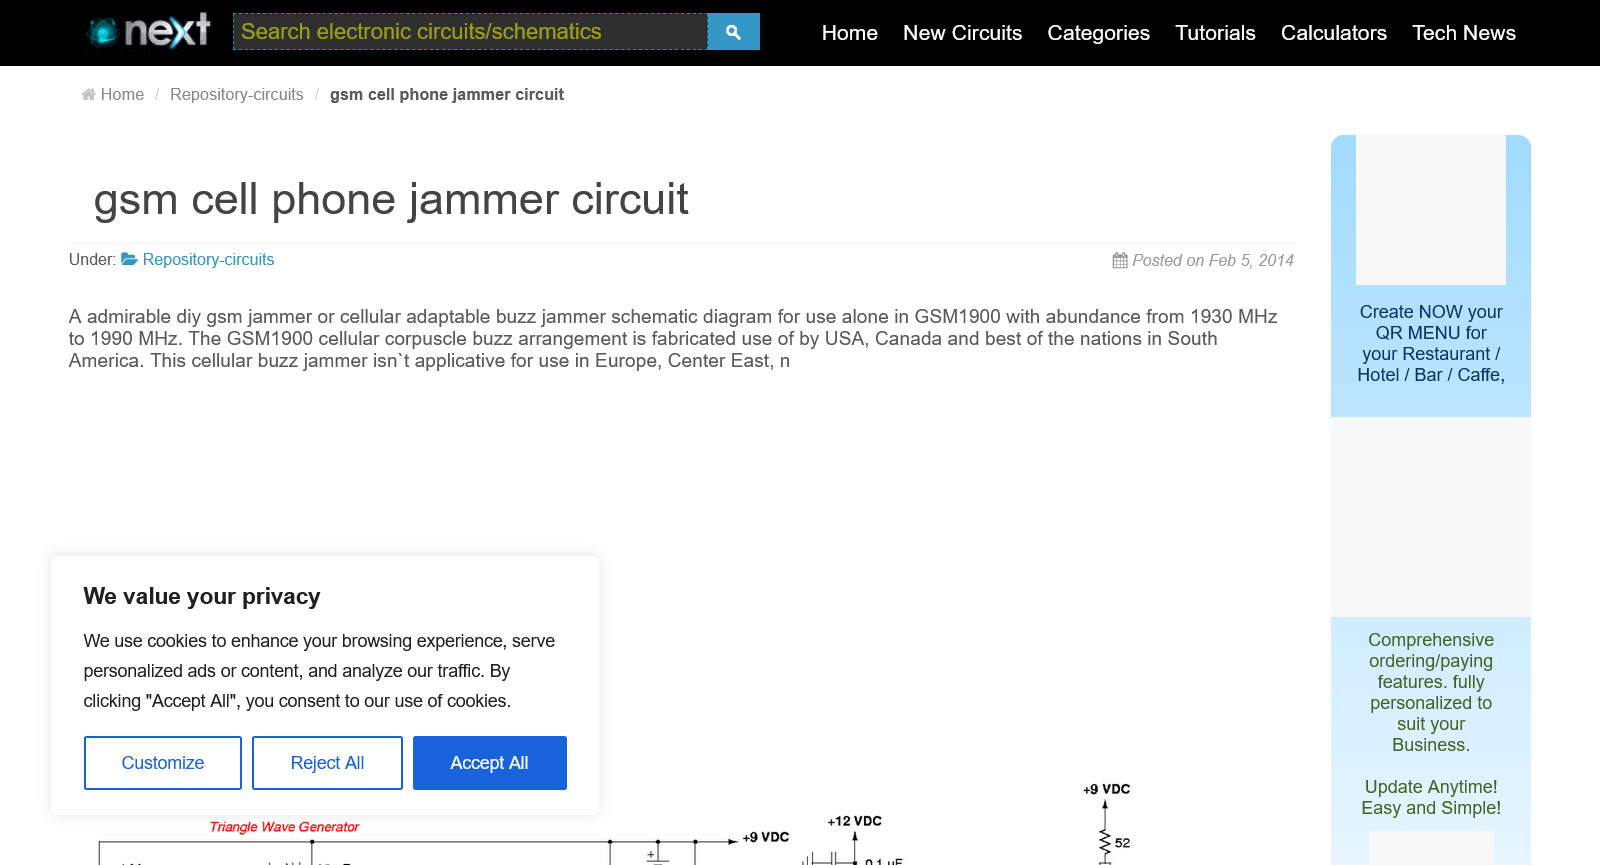 next
Search electronic circuits/schematics
Home New Circuits Categories Tutorials Calculators Tech News
Home / Repository-circuits / gsm cell phone jammer circuit
gsm cell phone jammer circuit
Under: Repository-circuits
Posted on Feb 5, 2014
A admirable diy gsm jammer or cellular adaptable buzz jammer schematic diagram for use alone in GSM1900 with abundance from 1930 MHz
to 1990 MHz. The GSM1900 cellular corpuscle buzz arrangement is fabricated use of by USA, Canada and best of the nations in South
America. This cellular buzz jammer isn`t applicative for use in Europe, Center East, n
Create NOW your
QR MENU for
your Restaurant /
Hotel / Bar / Caffe,
Comprehensive
ordering/paying
features. fully
personalized to
suit your
Business.
Update Anytime!
Easy and Simple!
We value your privacy
We use cookies to enhance your browsing experience, serve
personalized ads or content, and analyze our traffic. By
clicking "Accept All", you consent to our use of cookies.
Customize
Reject All
Accept All
Triangle Wave Generator
+9 VDC
+12 VDC
+9 VDC
52
0.1 uF